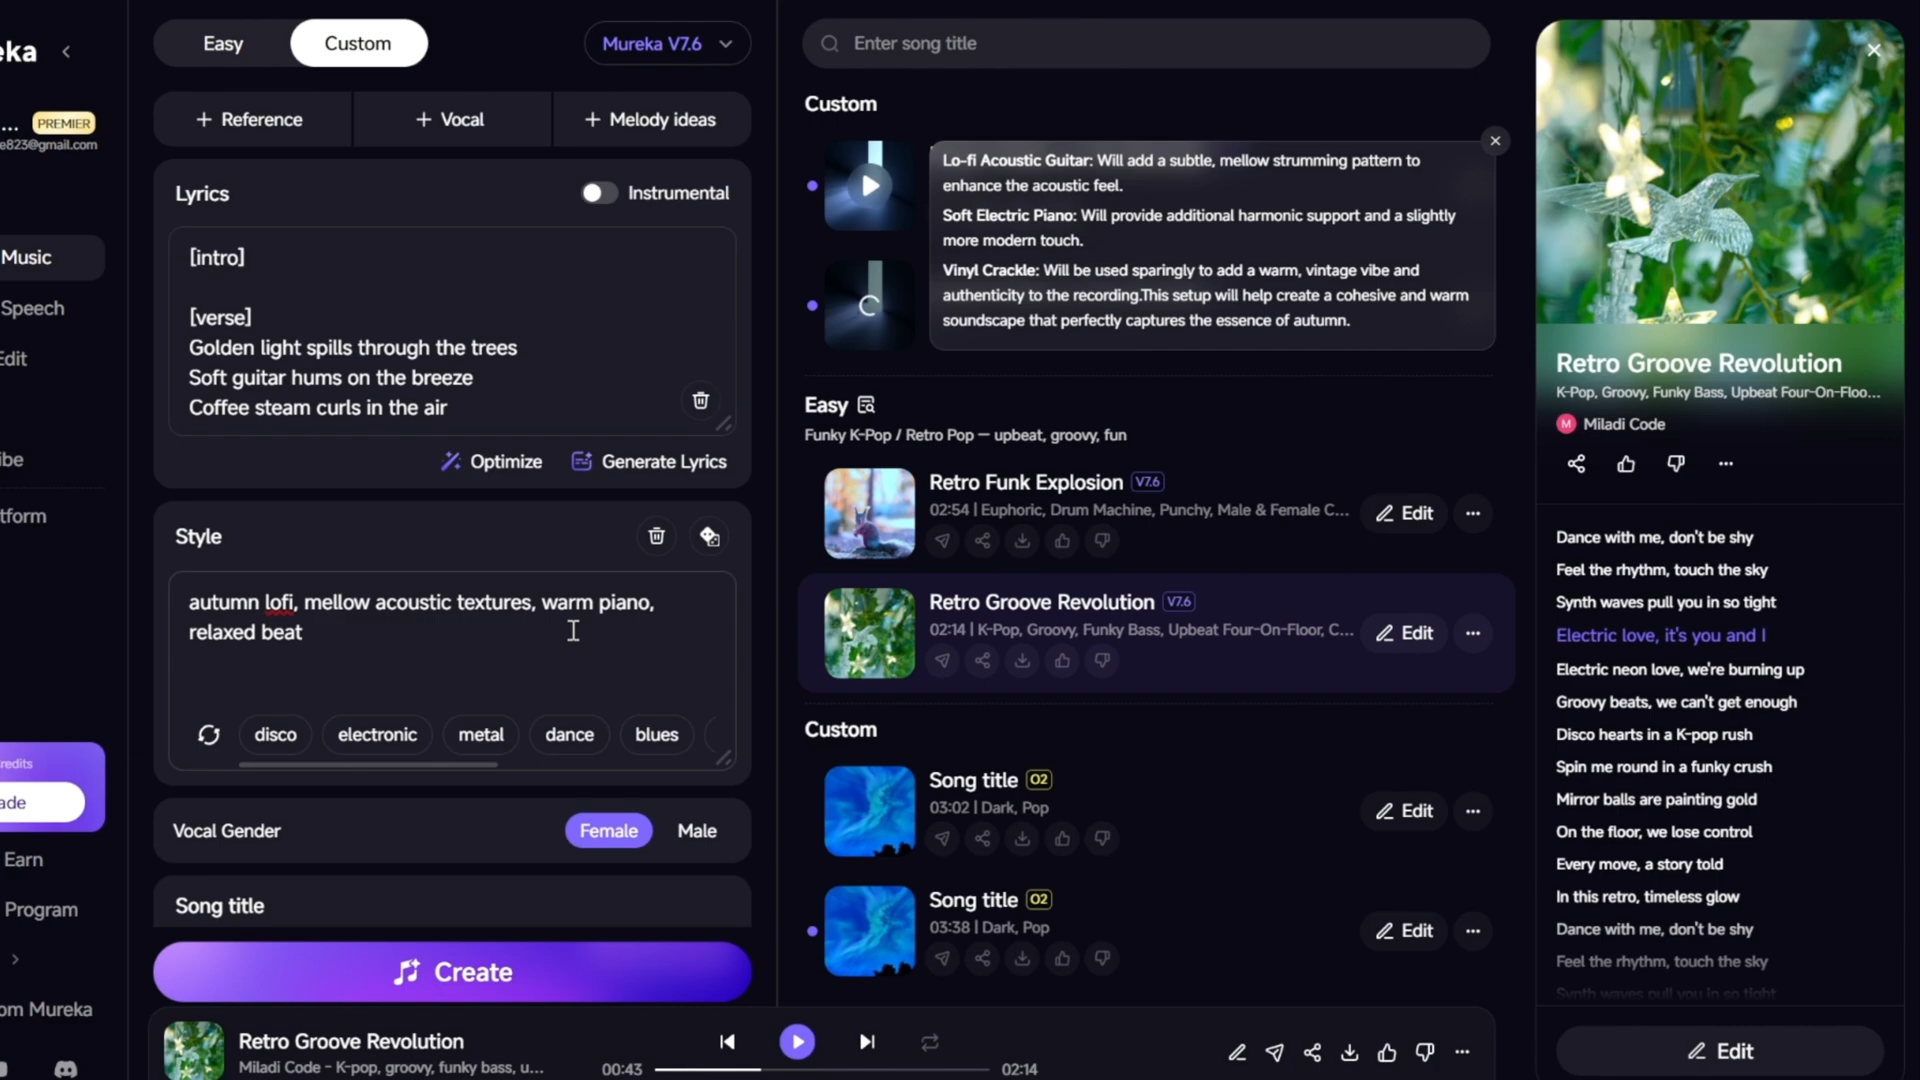 eka
...
PREMIER
e823@gmail.com
Music
Speech
Edit
ibe
tform
redits
ade
Earn
Program
om Mureka
Easy
Custom
Mureka V7.6
+ Reference
+ Vocal
+ Melody ideas
Lyrics
Instrumental
[intro]
[verse]
Golden light spills through the trees
Soft guitar hums on the breeze
Coffee steam curls in the air
Optimize
Generate Lyrics
Style
autumn lofi, mellow acoustic textures, warm piano,
relaxed beat
disco
electronic
metal
dance
blues
Vocal Gender
Female
Male
Song title
Create
Enter song title
Custom
Lo-fi Acoustic Guitar: Will add a subtle, mellow strumming pattern to
enhance the acoustic feel.
Soft Electric Piano: Will provide additional harmonic support and a slightly
more modern touch.
Vinyl Crackle: Will be used sparingly to add a warm, vintage vibe and
authenticity to the recording.This setup will help create a cohesive and warm
soundscape that perfectly captures the essence of autumn.
Easy
Funky K-Pop / Retro Pop — upbeat, groovy, fun
Retro Funk Explosion V7.6
02:54 | Euphoric, Drum Machine, Punchy, Male & Female C...
Edit
Retro Groove Revolution V7.6
02:14 | K-Pop, Groovy, Funky Bass, Upbeat Four-On-Floor, C...
Edit
Custom
Song title O2
03:02 | Dark, Pop
Edit
Song title O2
03:38 | Dark, Pop
Edit
Retro Groove Revolution
K-Pop, Groovy, Funky Bass, Upbeat Four-On-Floo...
M Miladi Code
Dance with me, don't be shy
Feel the rhythm, touch the sky
Synth waves pull you in so tight
Electric love, it's you and I
Electric neon love, we're burning up
Groovy beats, we can't get enough
Disco hearts in a K-pop rush
Spin me round in a funky crush
Mirror balls are painting gold
On the floor, we lose control
Every move, a story told
In this retro, timeless glow
Dance with me, don't be shy
Feel the rhythm, touch the sky
Synth waves pull you in so tight
Edit
Retro Groove Revolution
Miladi Code - K-pop, groovy, funky bass, u...
00:43
02:14